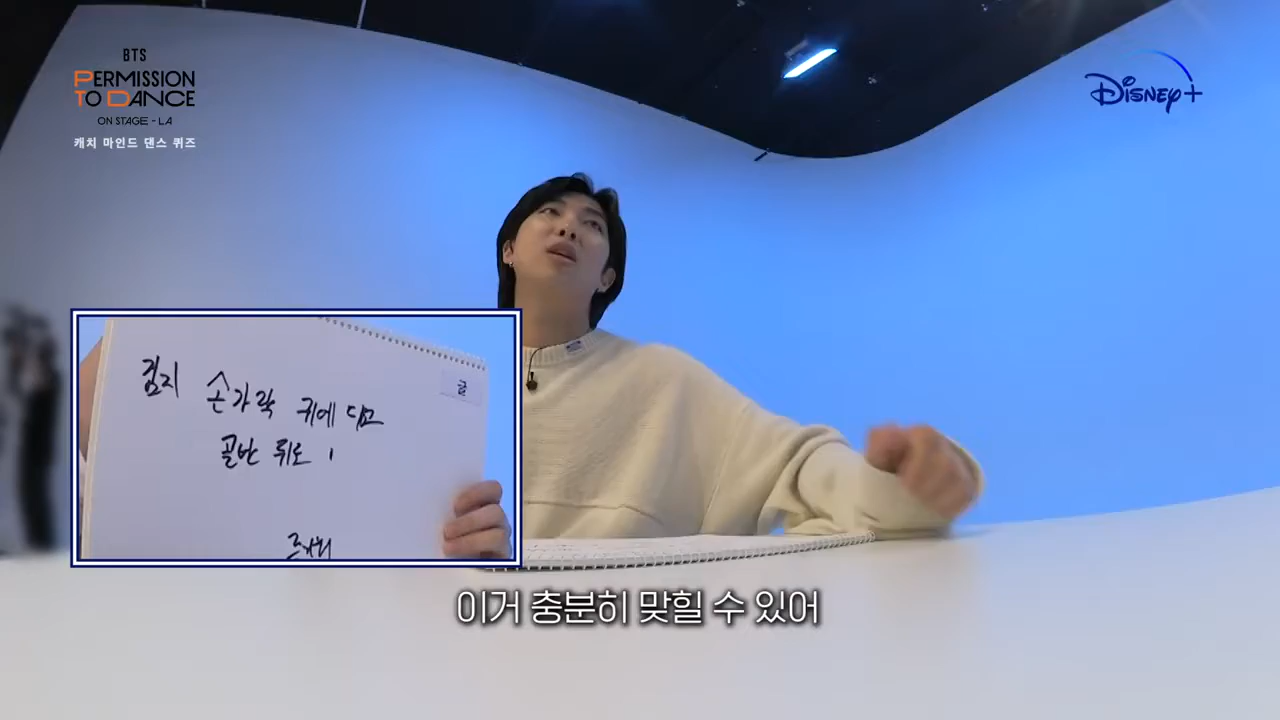 BTS
PERMISSION
TO DANCE
ON STAGE - LA
캐치 마인드 댄스 퀴즈
Disney+
글
검지 손가락 귀에 대고
골반 뒤로
이거 충분히 맞힐 수 있어